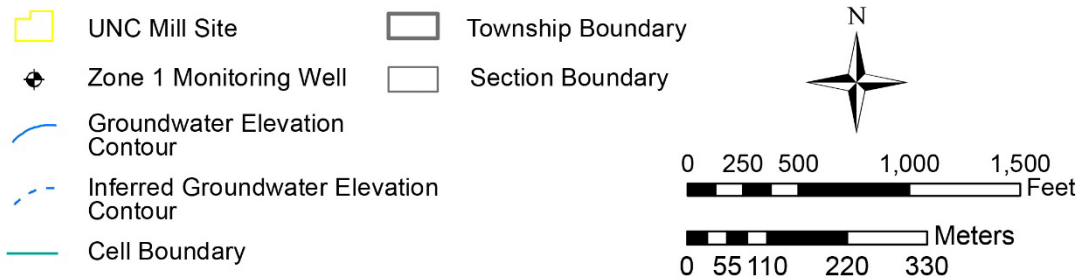 UNC Mill Site
Zone 1 Monitoring Well
Groundwater Elevation
Contour
Inferred Groundwater Elevation
Contour
Cell Boundary
Township Boundary
Section Boundary
N
0 250 500 1,000 1,500
Feet
Meters
0 55 110 220 330